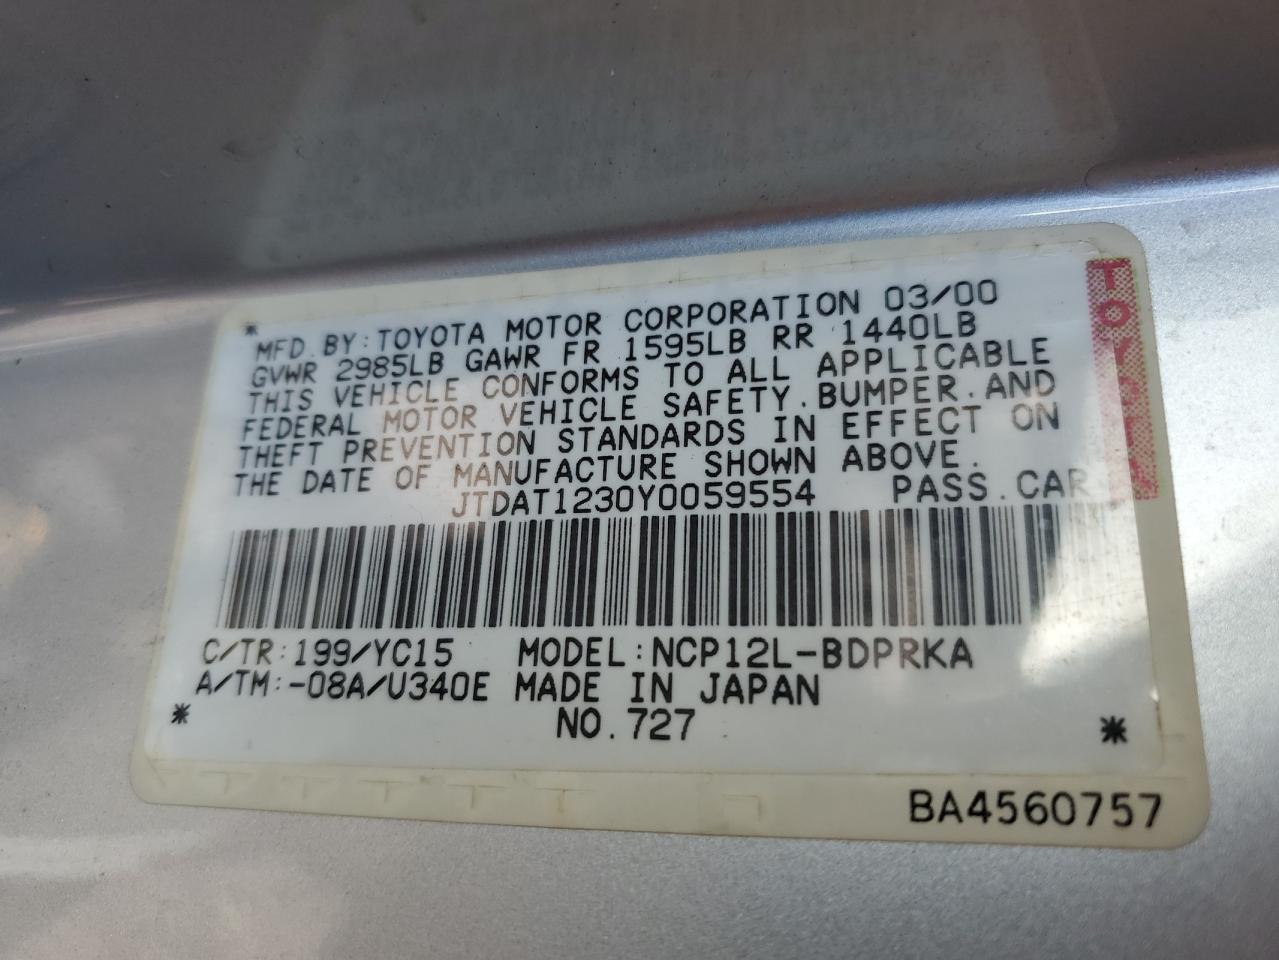 * MFD. BY: TOYOTA MOTOR CORPORATION 03/00
GVWR 2985LB GAWR FR 1595LB RR 1440LB
THIS VEHICLE CONFORMS TO ALL APPLICABLE
FEDERAL MOTOR VEHICLE SAFETY. BUMPER. AND
THEFT PREVENTION STANDARDS IN EFFECT ON
THE DATE OF MANUFACTURE SHOWN ABOVE.
JTDAT1230Y0059554 PASS. CAR
C/TR: 199/YC15 MODEL: NCP12L-BDPRKA
A/TM: -08A/U340E MADE IN JAPAN
* NO. 727 *
BA4560757
TOYOTA